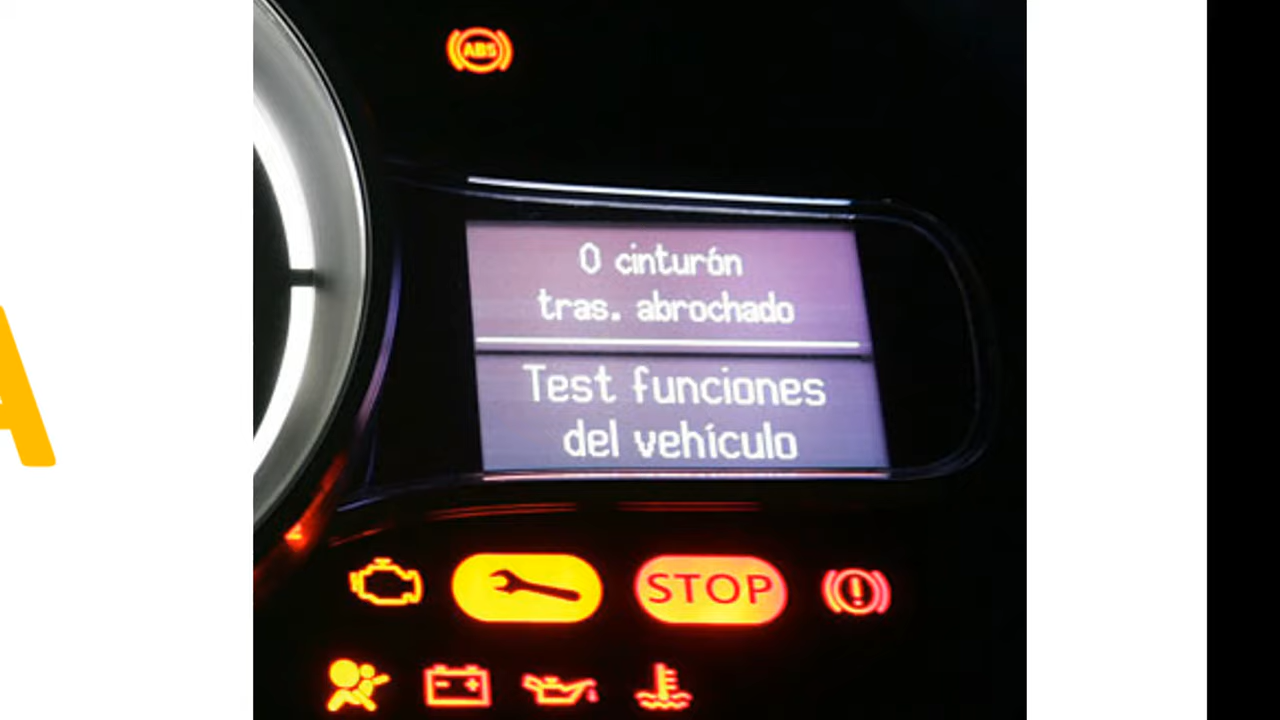 ABS
0 cinturón
tras. abrochado
Test funciones
del vehículo
STOP
A